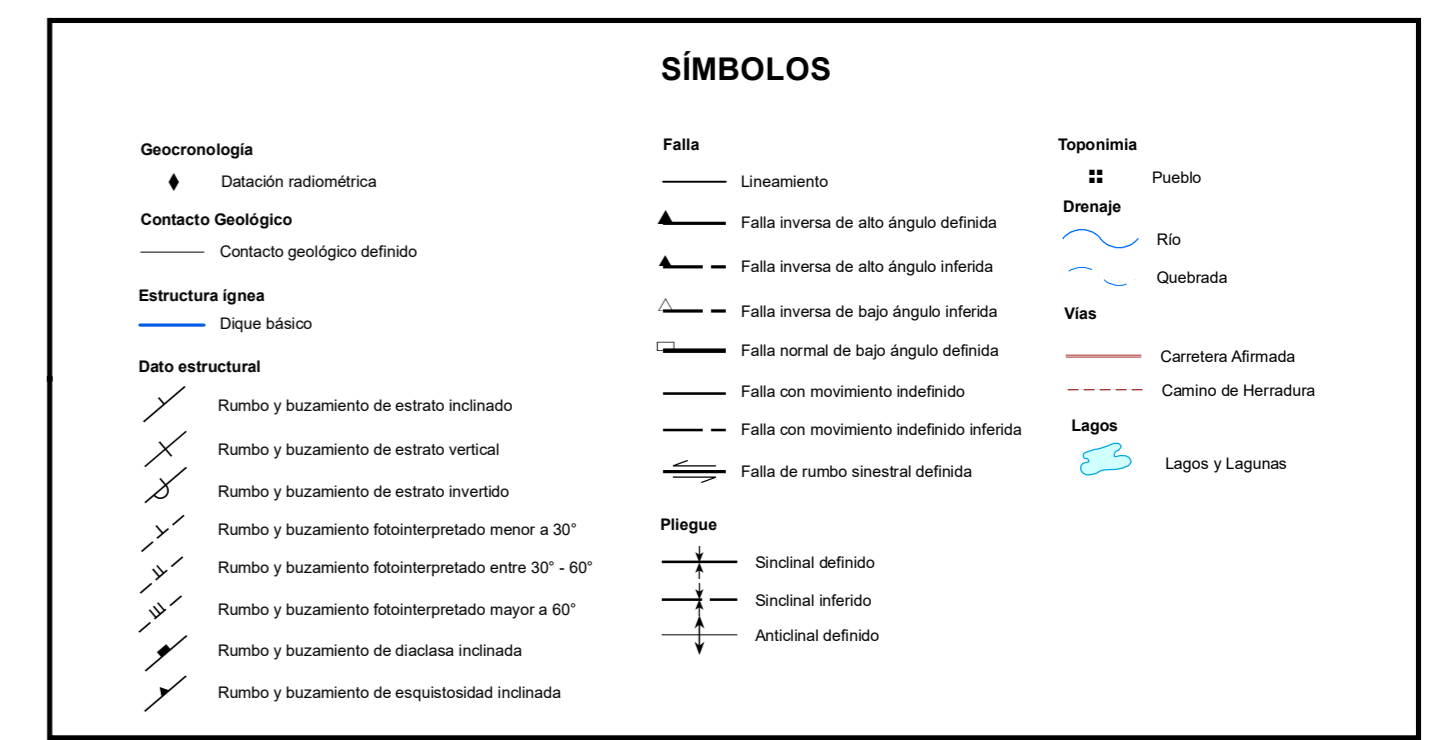 SÍMBOLOS
Geocronología
Datación radiométrica
Contacto Geológico
Contacto geológico definido
Estructura ígnea
Dique básico
Dato estructural
Rumbo y buzamiento de estrato inclinado
Rumbo y buzamiento de estrato vertical
Rumbo y buzamiento de estrato invertido
Rumbo y buzamiento fotointerpretado menor a 30°
Rumbo y buzamiento fotointerpretado entre 30° - 60°
Rumbo y buzamiento fotointerpretado mayor a 60°
Rumbo y buzamiento de diaclasa inclinada
Rumbo y buzamiento de esquistosidad inclinada
Falla
Lineamiento
Falla inversa de alto ángulo definida
Falla inversa de alto ángulo inferida
Falla inversa de bajo ángulo inferida
Falla normal de bajo ángulo definida
Falla con movimiento indefinido
Falla con movimiento indefinido inferida
Falla de rumbo sinestral definida
Pliegue
Sinclinal definido
Sinclinal inferido
Anticlinal definido
Toponimia
Pueblo
Drenaje
Río
Quebrada
Vías
Carretera Afirmada
Camino de Herradura
Lagos
Lagos y Lagunas